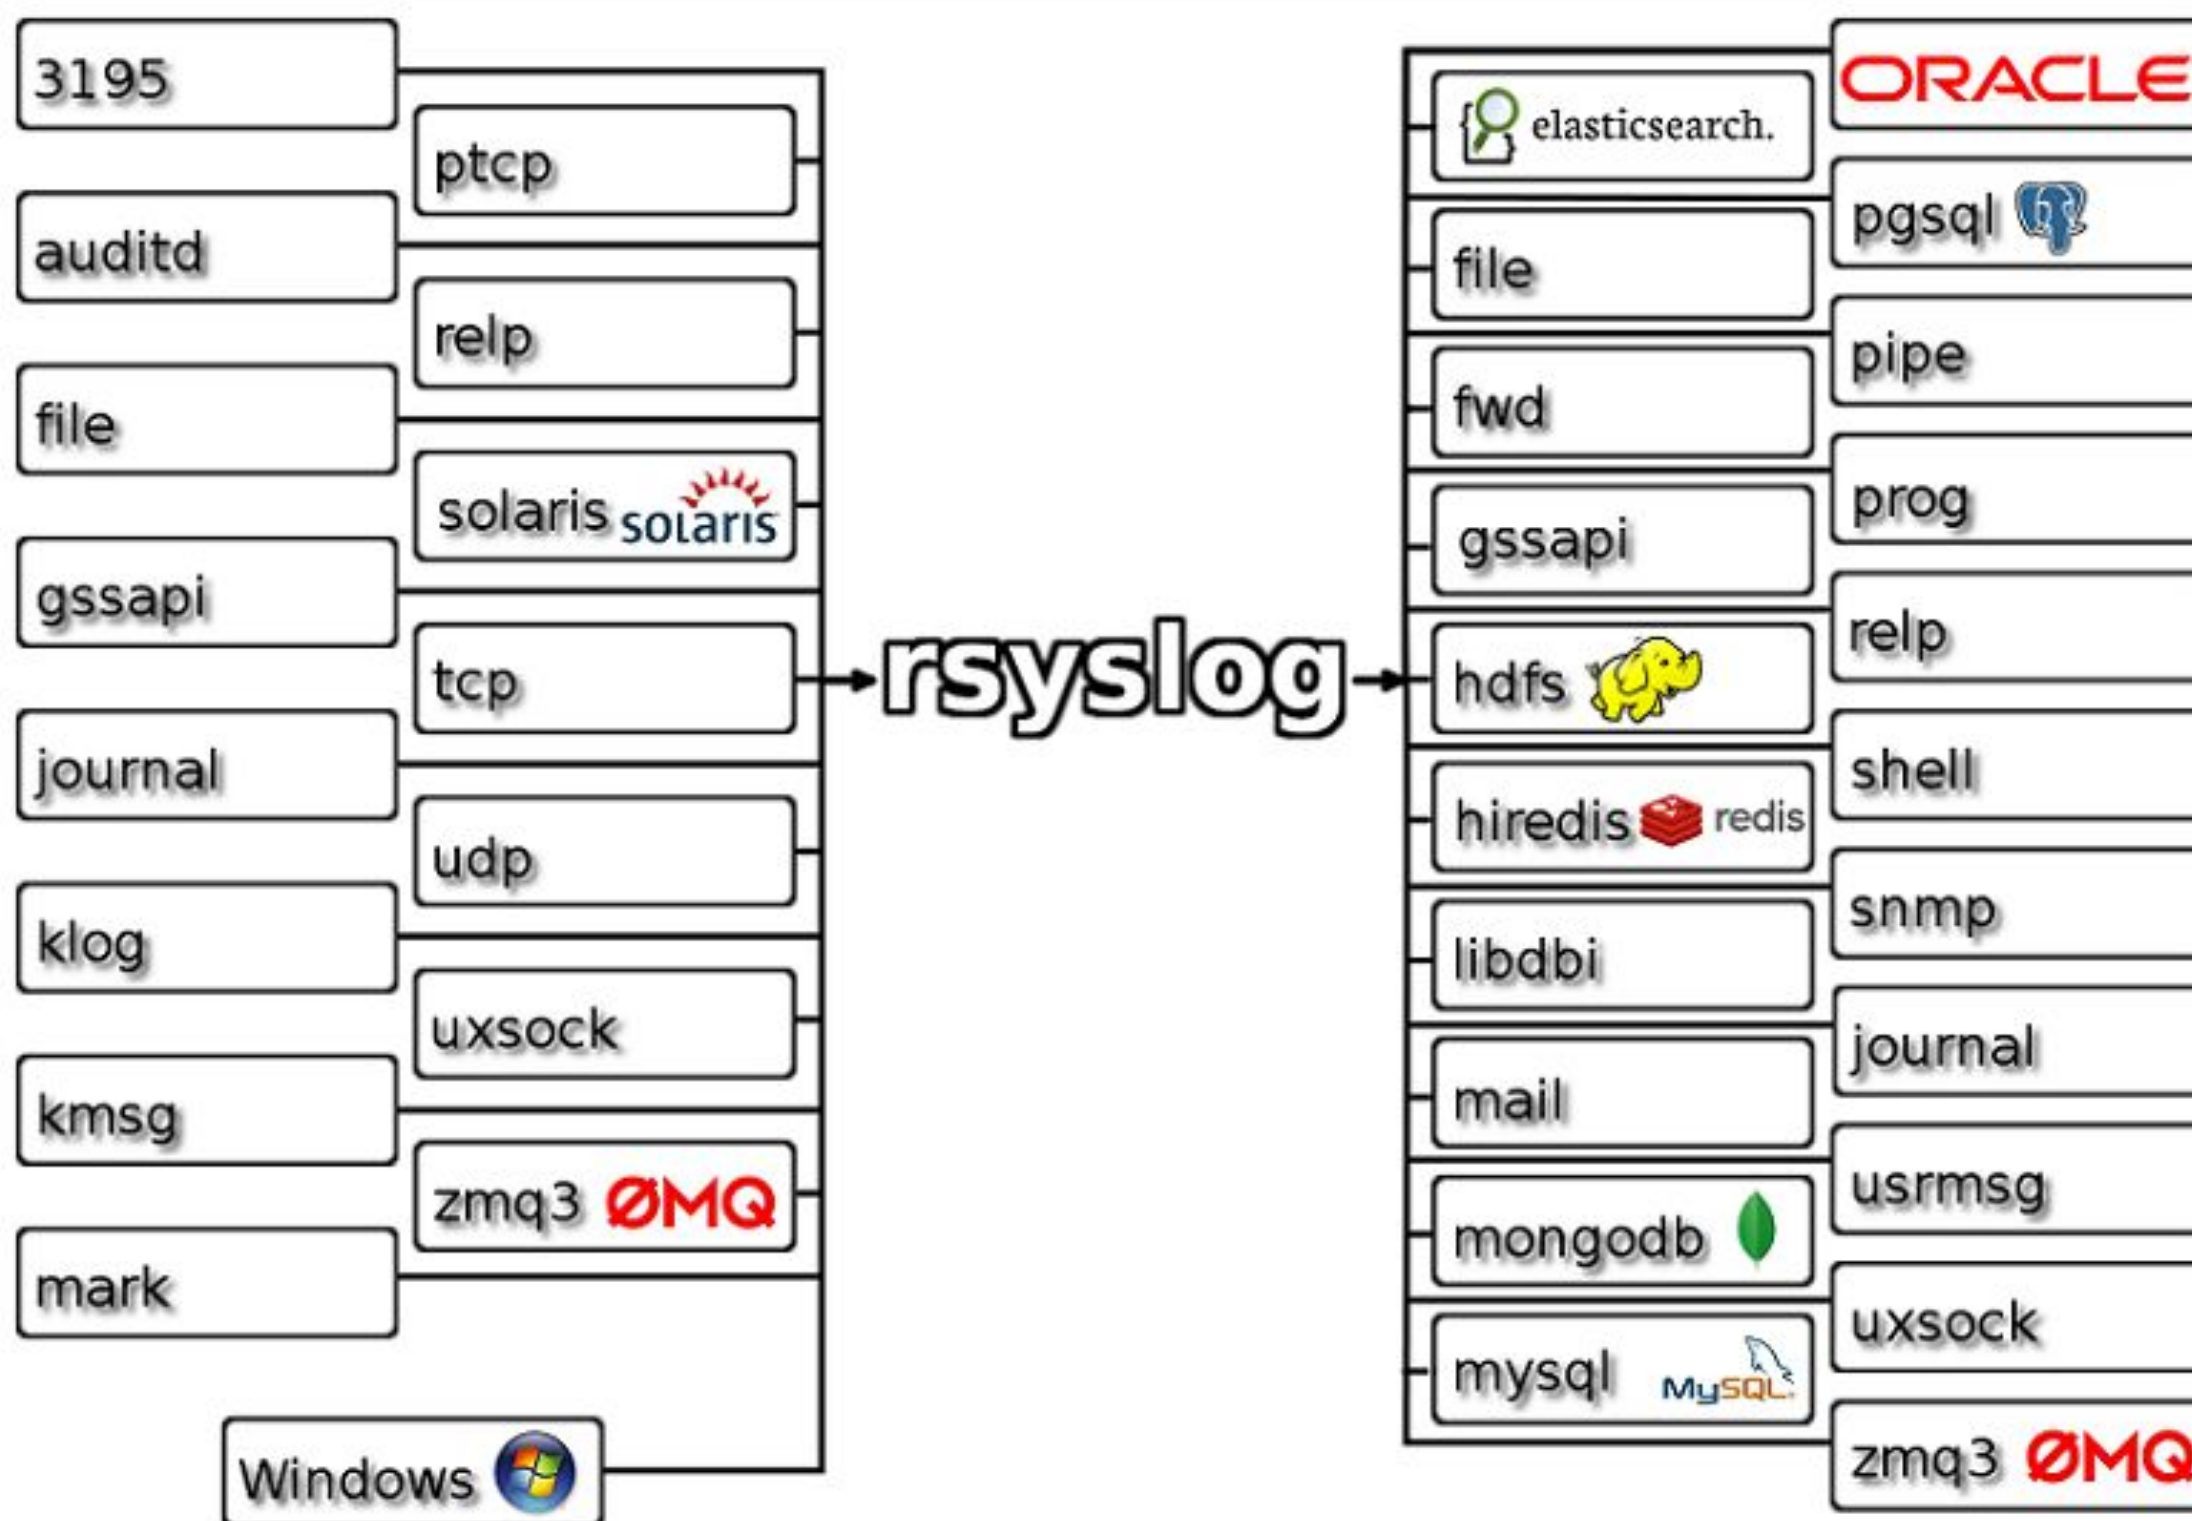 3195
ptcp
auditd
relp
file
solaris solaris
gssapi
tcp
journal
udp
klog
uxsock
kmsg
zmq3 ØMQ
mark
Windows
rsyslog
ORACLE
elasticsearch.
pgsql
file
pipe
fwd
prog
gssapi
relp
hdfs
shell
hiredis redis
snmp
libdbi
journal
mail
usrmsg
mongodb
uxsock
mysql MySQL
zmq3 ØMQ